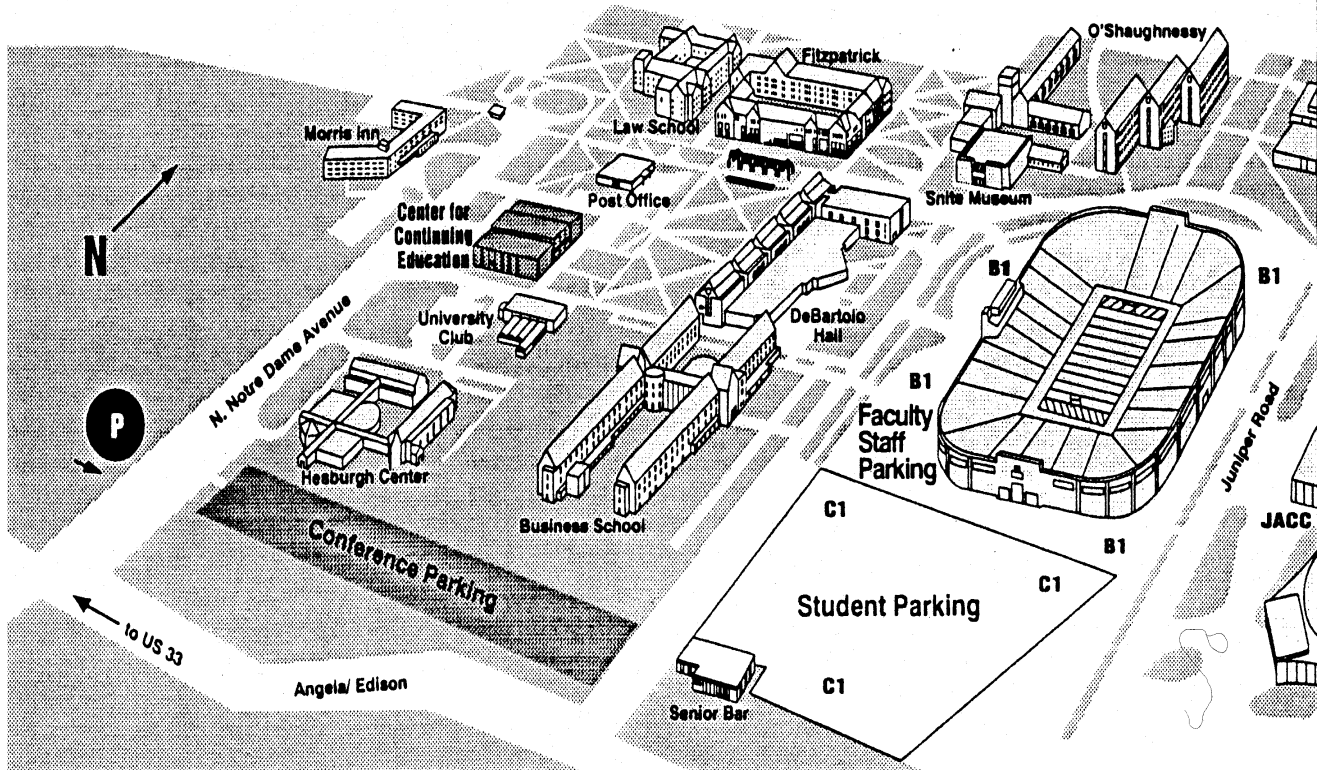 O'Shaughnessy
Fitzpatrick
Morris Inn
Law School
Post Office
Snite Museum
Center for
Continuing
Education
N
B1
B1
University
Club
DeBartolo
Hall
N. Notre Dame Avenue
B1
Faculty
Staff
Parking
P
Juniper Road
Hesburgh Center
Business School
C1
JACC
Conference Parking
B1
C1
Student Parking
to US 33
Angela/ Edison
C1
Senior Bar